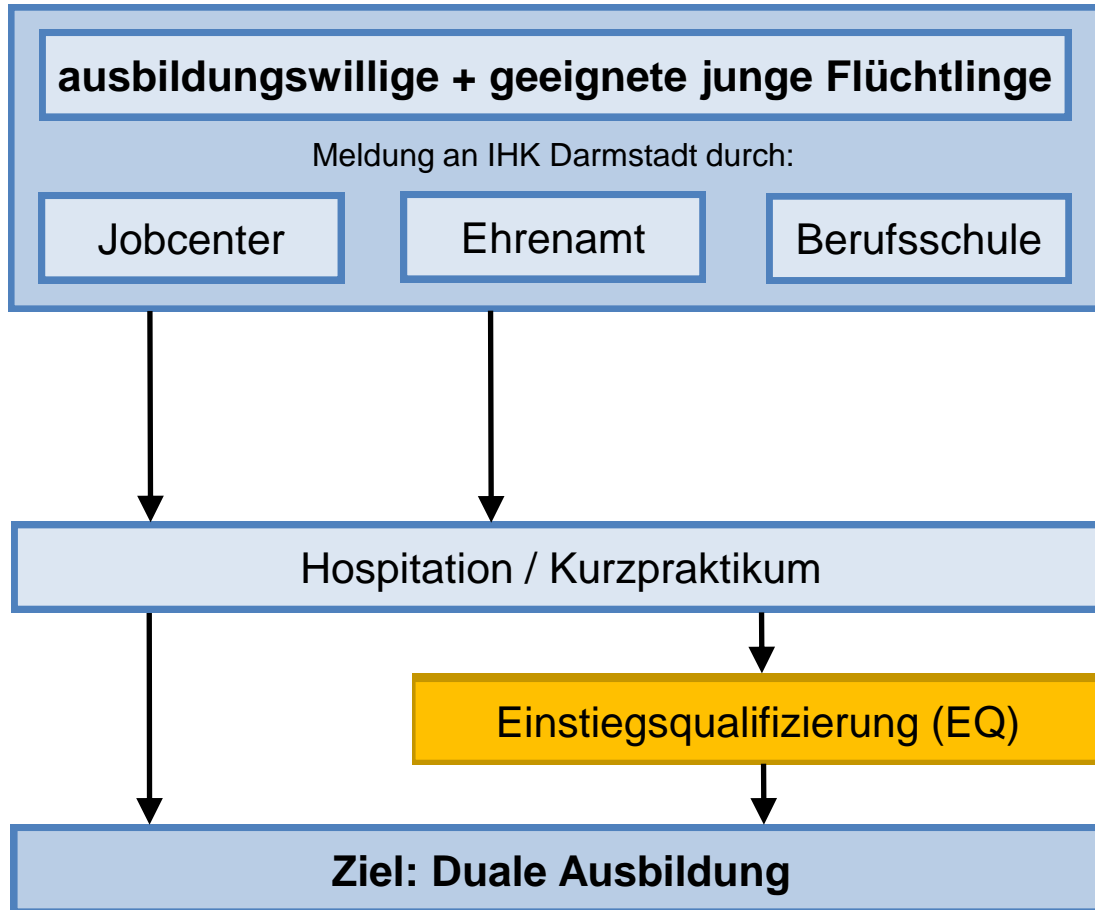 ausbildungswillige + geeignete junge Flüchtlinge
Meldung an IHK Darmstadt durch:
Jobcenter
Ehrenamt
Berufsschule
Hospitation / Kurzpraktikum
Einstiegsqualifizierung (EQ)
Ziel: Duale Ausbildung